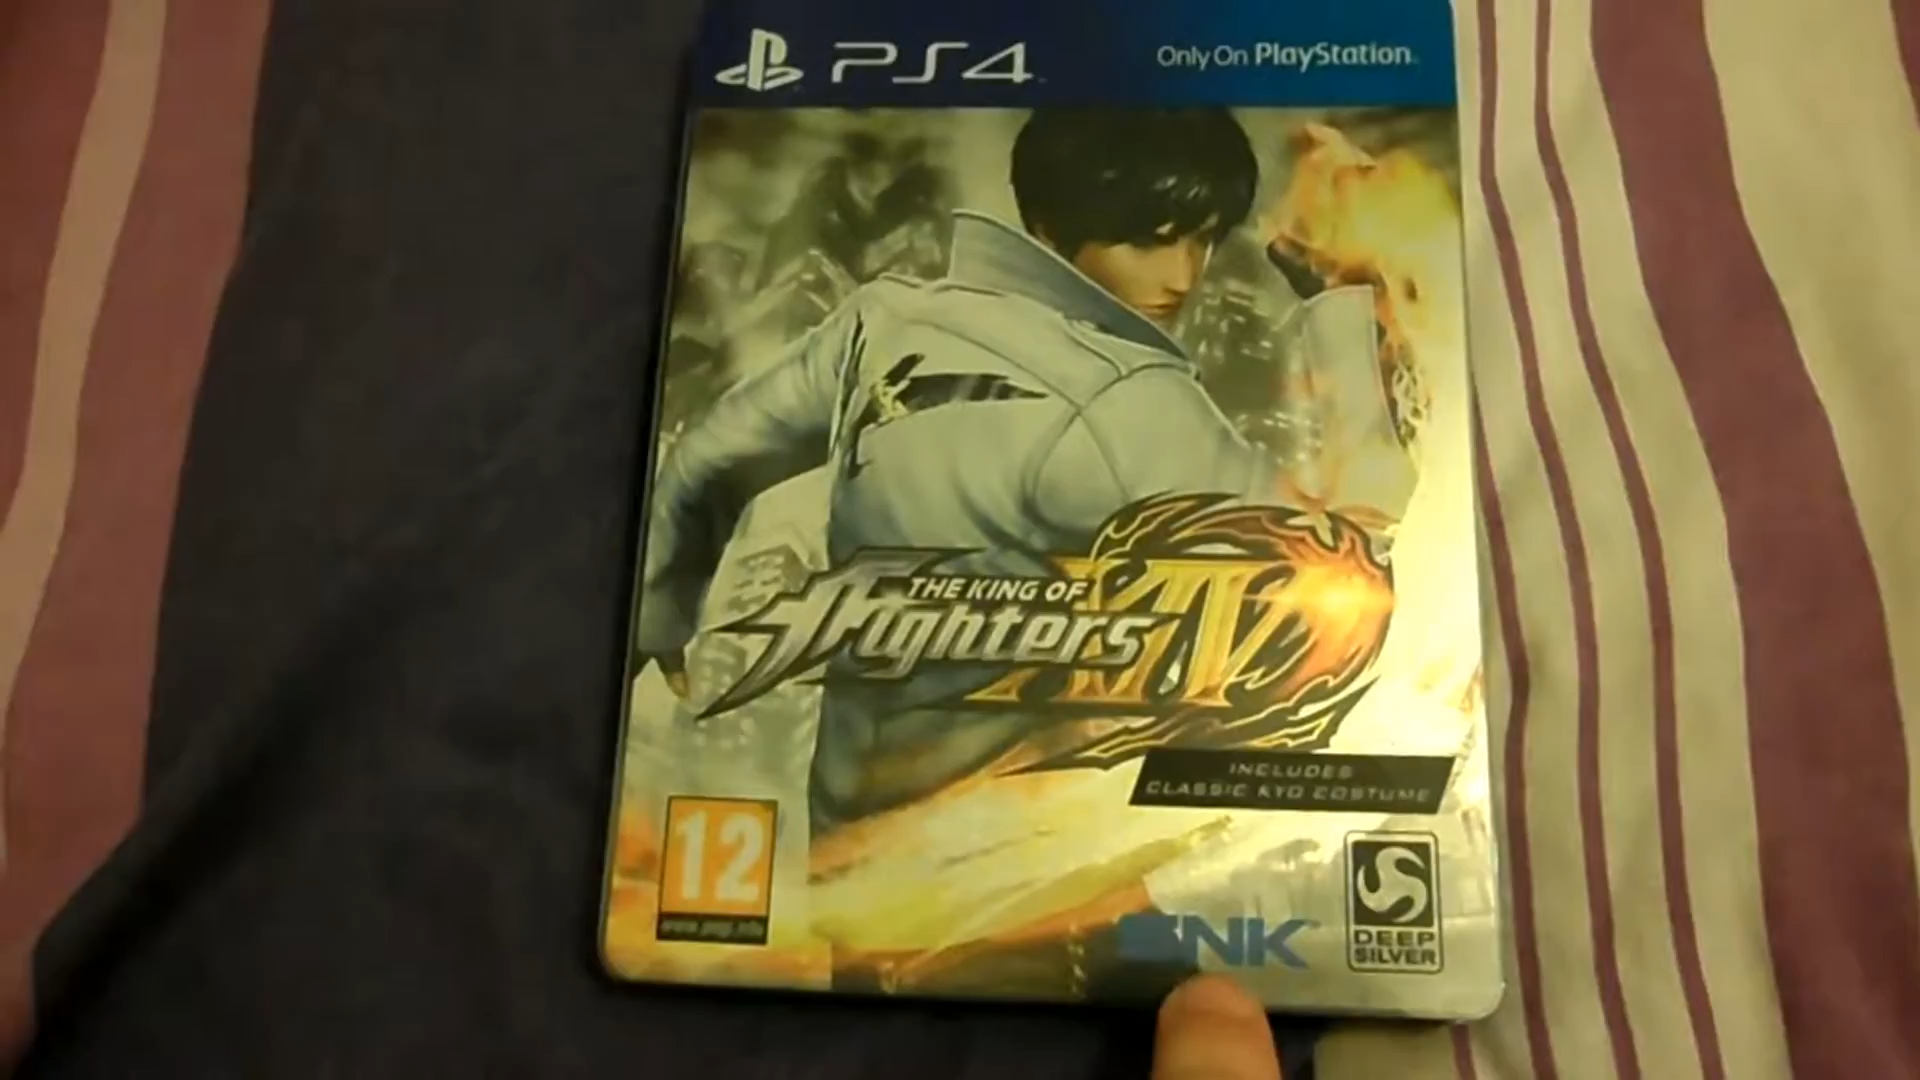 PS4
Only On PlayStation
THE KING OF
Fighters XIV
INCLUDES
CLASSIC KYO COSTUME
12
SNK
DEEP
SILVER